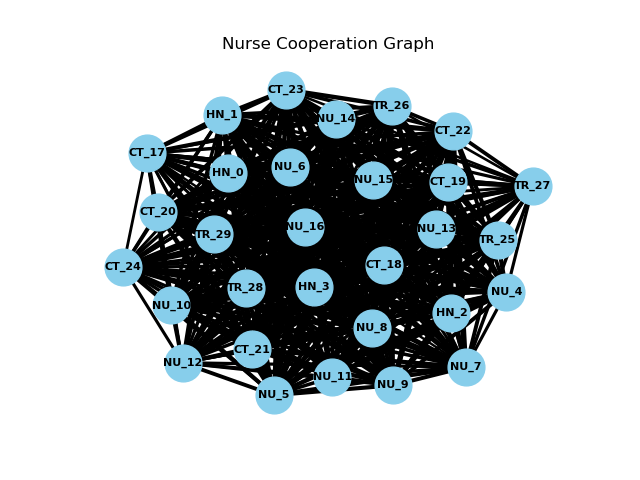 Nurse Cooperation Graph
CT_23
TR_26
HN_1
NU_14
CT_22
CT_17
NU_6
HN_0
NU_15
CT_19
TR_27
CT_20
NU_16
NU_13
TR_29
TR_25
CT_18
CT_24
HN_3
TR_28
NU_4
NU_10
HN_2
NU_8
CT_21
NU_12
NU_7
NU_11
NU_9
NU_5